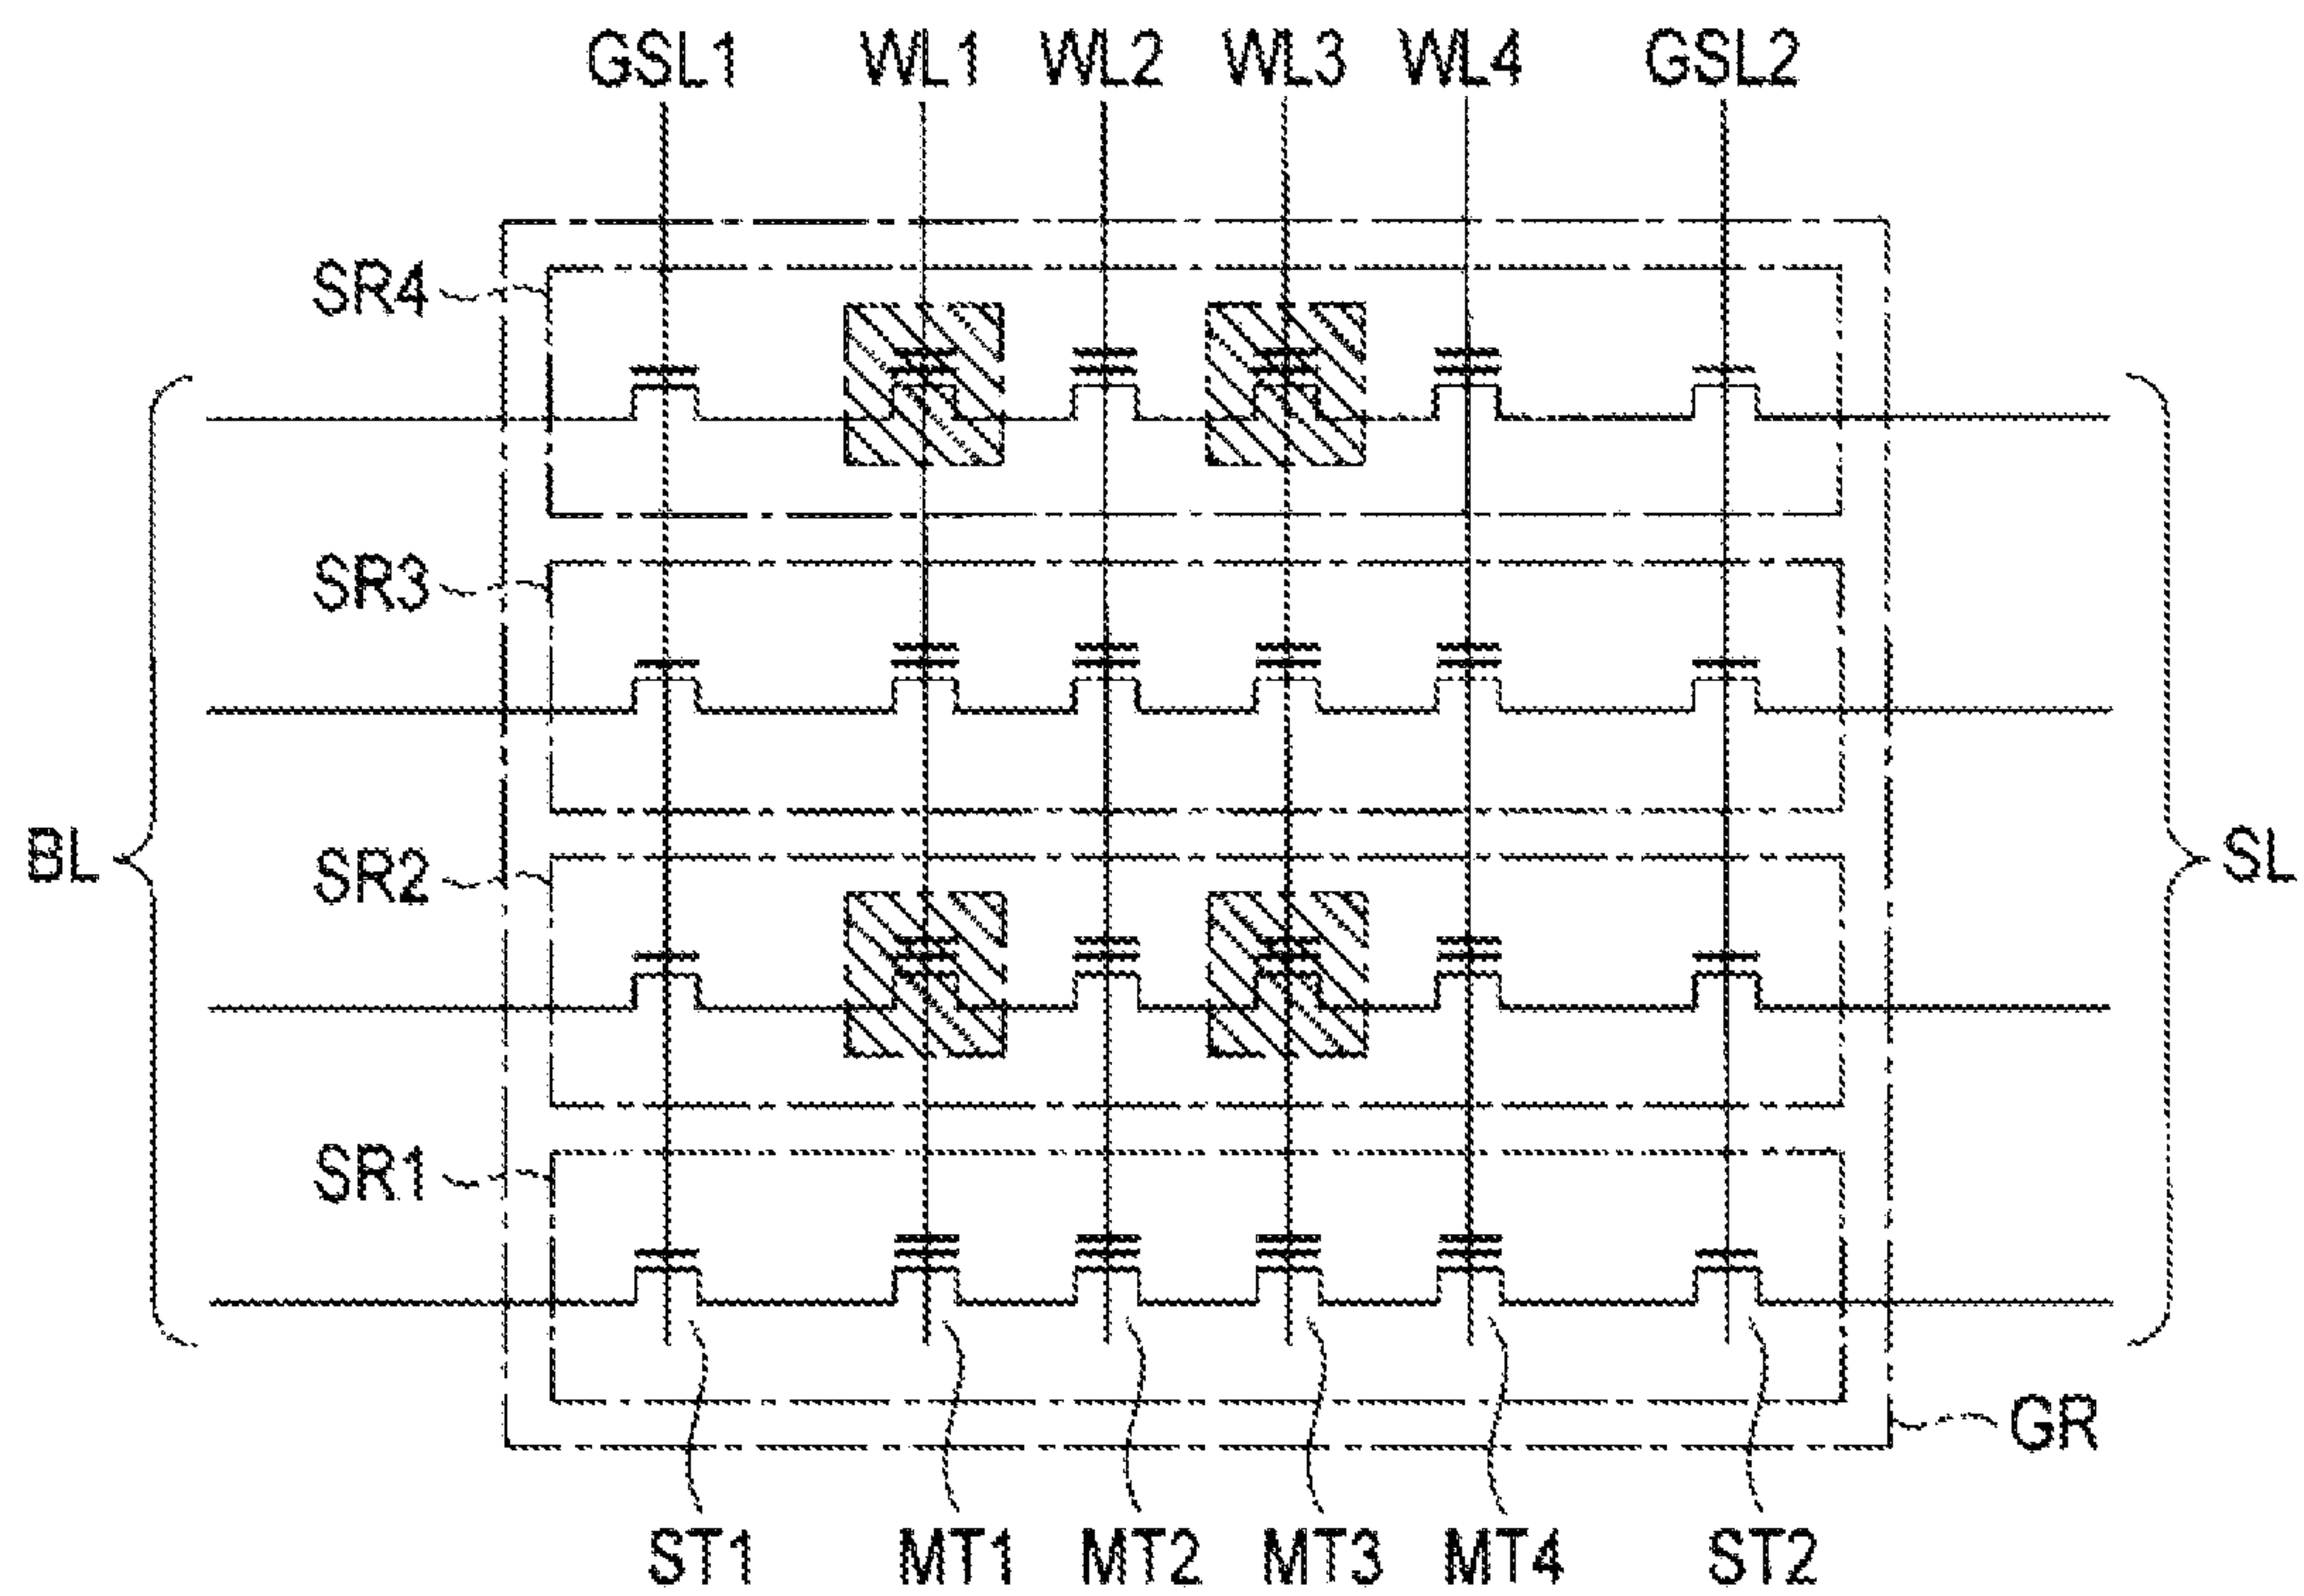 GSL1 WL1 WL2 WL3 WL4 GSL2
SR4
SR3
BL SR2 SL
SR1
GR
ST1 MT1 MT2 MT3 MT4 ST2